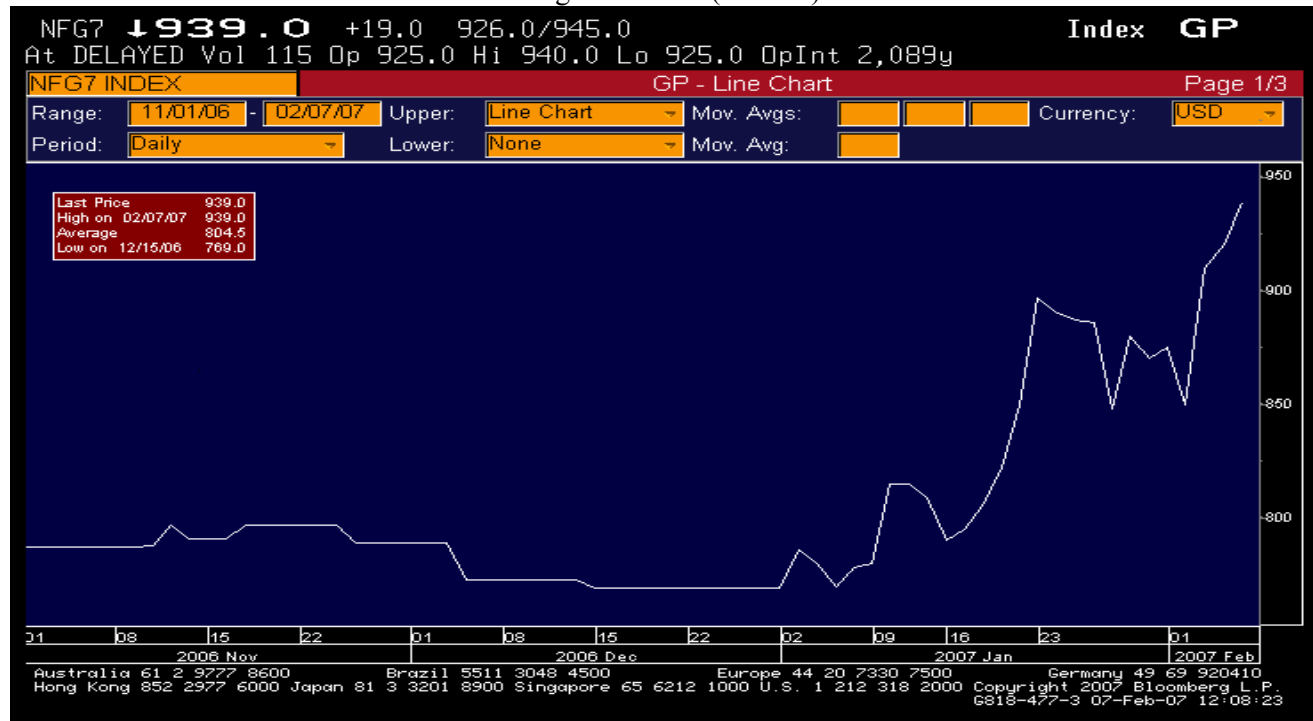 NFG7 ↓939.0 +19.0 926.0/945.0 Index GP
At DELAYED Vol 115 Op 925.0 Hi 940.0 Lo 925.0 OpInt 2,089y
NFG7 INDEX GP - Line Chart Page 1/3
Range: 11/01/06 - 02/07/07 Upper: Line Chart Mov. Avgs: Currency: USD
Period: Daily Lower: None Mov. Avg:
950
Last Price 939.0
High on 02/07/07 939.0
Average 804.5
Low on 12/15/06 769.0
900
850
800
01 08 15 22 01 08 15 22 02 09 16 23 01
2006 Nov 2006 Dec 2007 Jan 2007 Feb
Australia 61 2 9777 8600 Brazil 5511 3048 4500 Europe 44 20 7330 7500 Germany 49 69 920410
Hong Kong 852 2977 6000 Japan 81 3 3201 8900 Singapore 65 6212 1000 U.S. 1 212 318 2000 Copyright 2007 Bloomberg L.P.
G818-477-3 07-Feb-07 12:08:23